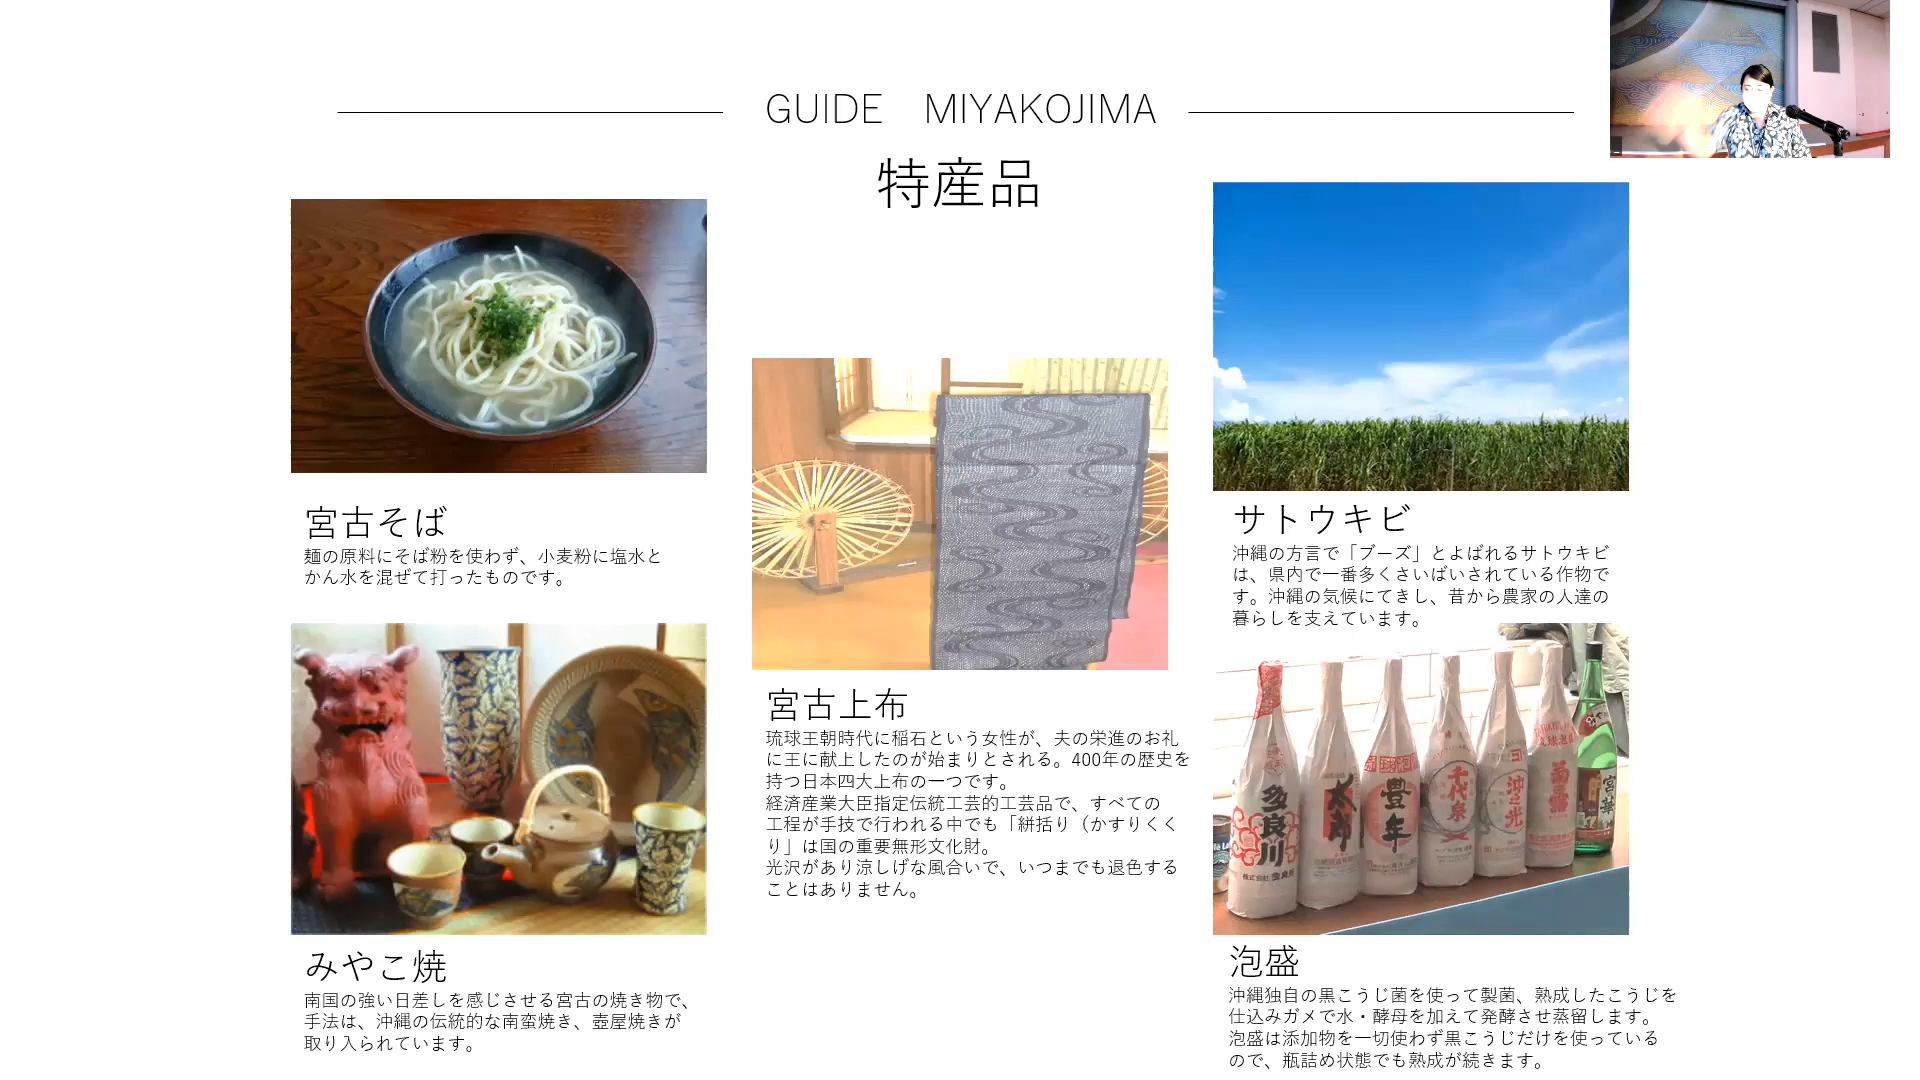 GUIDE　MIYAKOJIMA
特産品
宮古そば
麺の原料にそば粉を使わず、小麦粉に塩水と
かん水を混ぜて打ったものです。
みやこ焼
南国の強い日差しを感じさせる宮古の焼き物で、
手法は、沖縄の伝統的な南蛮焼き、壺屋焼きが
取り入られています。
宮古上布
琉球王朝時代に稲石という女性が、夫の栄進のお礼
に王に献上したのが始まりとされる。400年の歴史を
持つ日本四大上布の一つです。
経済産業大臣指定伝統工芸的工芸品で、すべての
工程が手技で行われる中でも「絣括り（かすりくく
り」は国の重要無形文化財。
光沢があり涼しげな風合いで、いつまでも退色する
ことはありません。
サトウキビ
沖縄の方言で「ブーズ」とよばれるサトウキビ
は、県内で一番多くさいばいされている作物で
す。沖縄の気候にてきし、昔から農家の人達の
暮らしを支えています。
多良川
株式会社 多良川
太郎
豊年
千代泉
沖之光
菊之露
宮の華
泡盛
沖縄独自の黒こうじ菌を使って製菌、熟成したこうじを
仕込みガメで水・酵母を加えて発酵させ蒸留します。
泡盛は添加物を一切使わず黒こうじだけを使っている
ので、瓶詰め状態でも熟成が続きます。